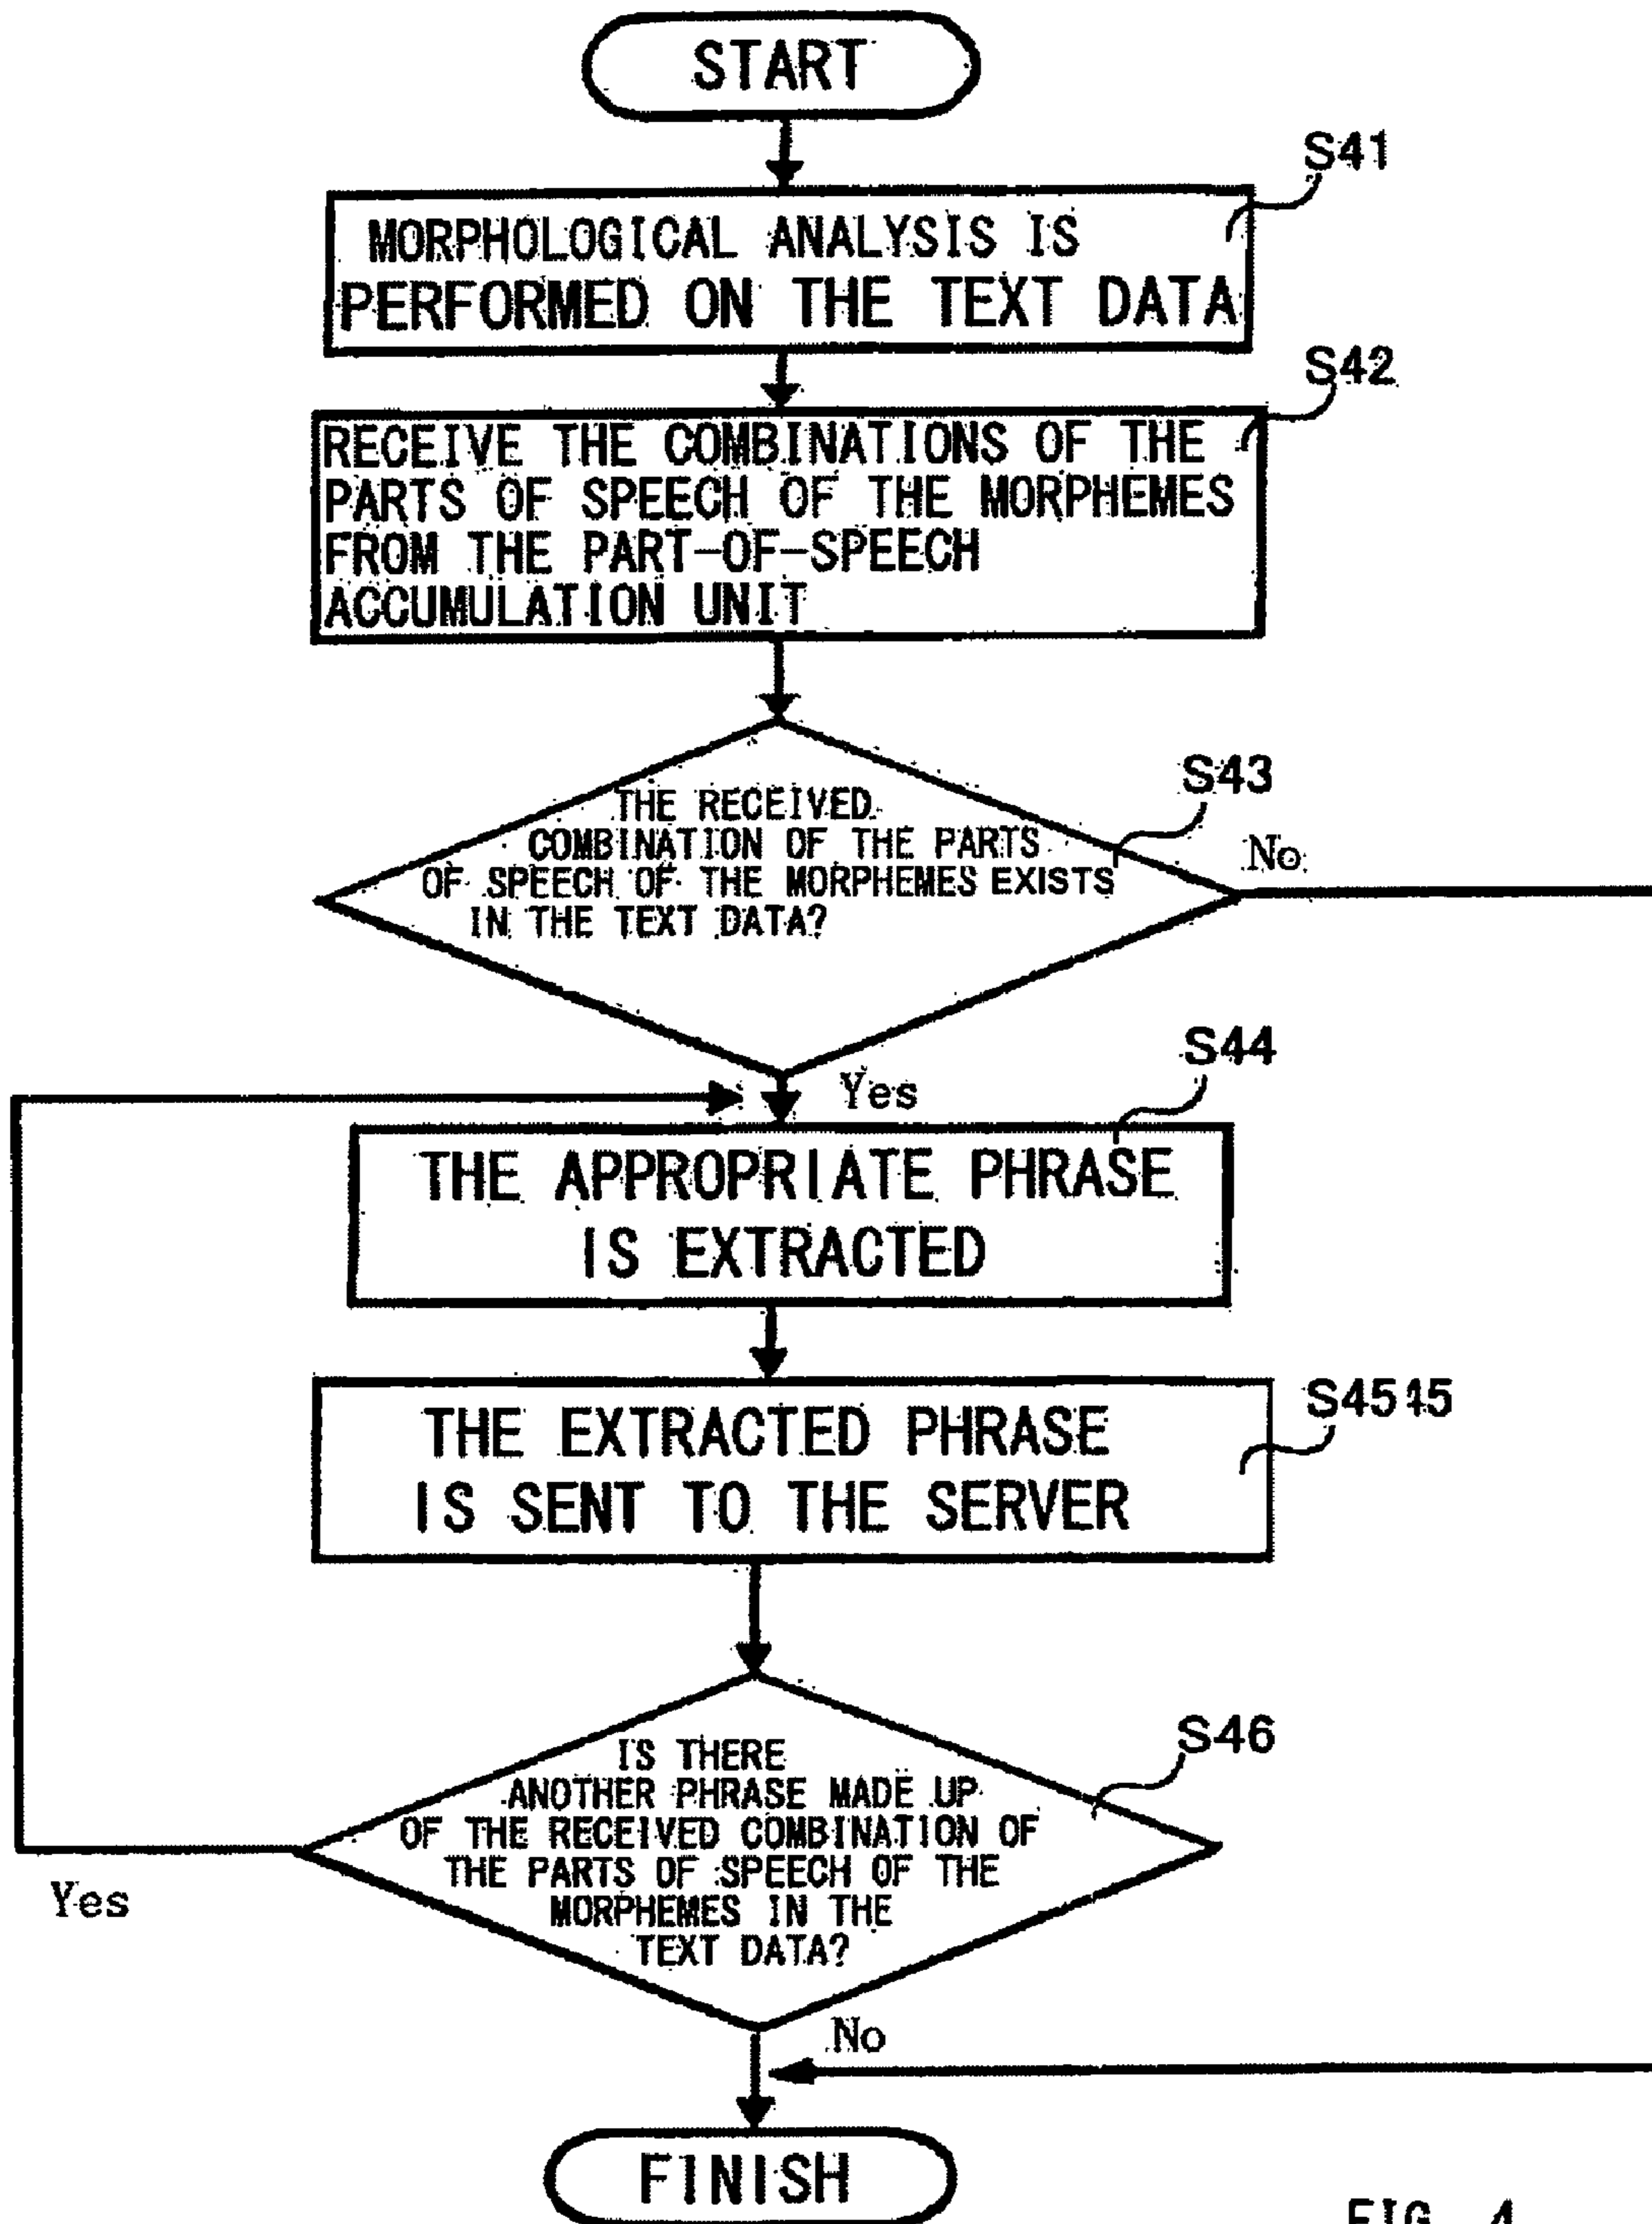 START
S41
MORPHOLOGICAL ANALYSIS IS
PERFORMED ON THE TEXT DATA
S42
RECEIVE THE COMBINATIONS OF THE
PARTS OF SPEECH OF THE MORPHEMES
FROM THE PART-OF-SPEECH
ACCUMULATION UNIT
S43
THE RECEIVED
COMBINATION OF THE PARTS
OF SPEECH OF THE MORPHEMES EXISTS
IN THE TEXT DATA?
No
S44
Yes
THE APPROPRIATE PHRASE
IS EXTRACTED
S45
THE EXTRACTED PHRASE
IS SENT TO THE SERVER
S46
IS THERE
ANOTHER PHRASE MADE UP
OF THE RECEIVED COMBINATION OF
THE PARTS OF SPEECH OF THE
MORPHEMES IN THE
TEXT DATA?
Yes
No
FINISH
FIG. 4